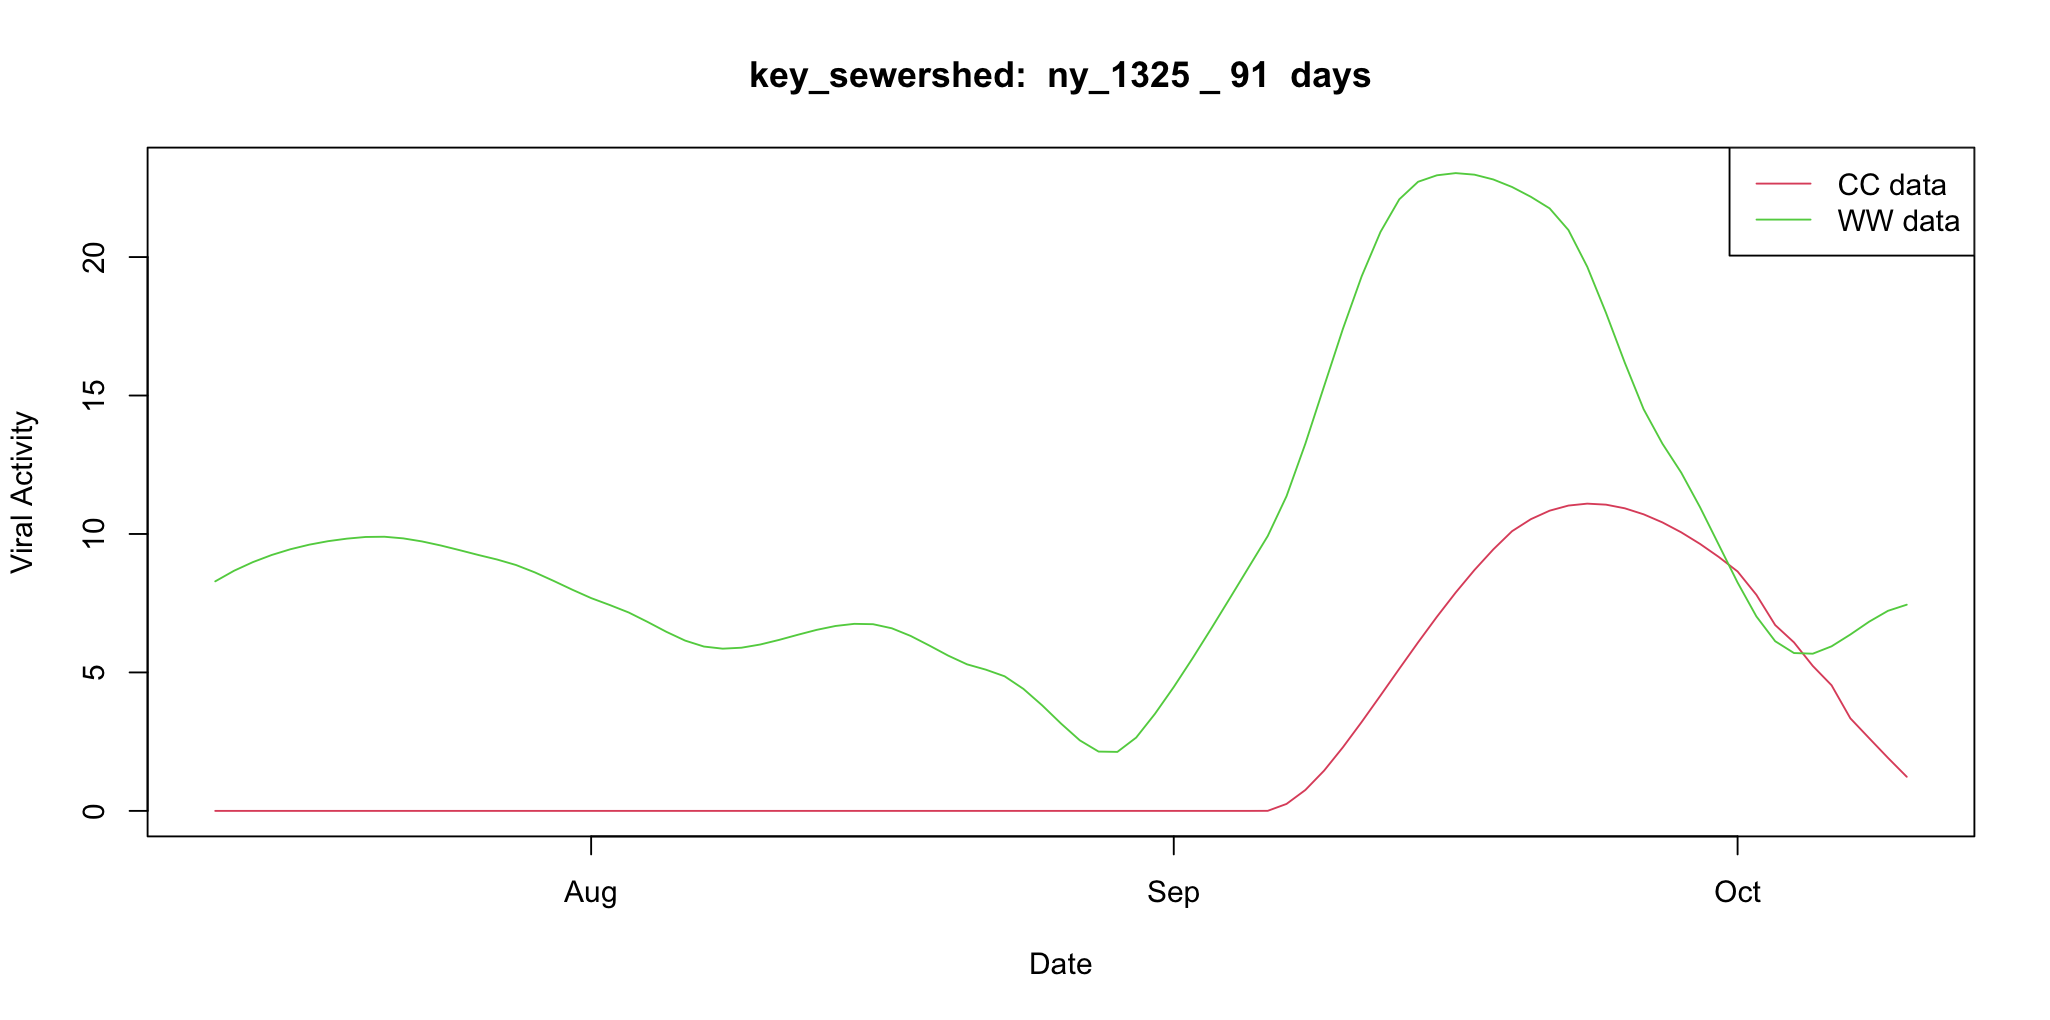 key_sewershed: ny_1325 _ 91 days
CC data
WW data
Viral Activity
20
15
10
5
0
Aug Sep Oct
Date